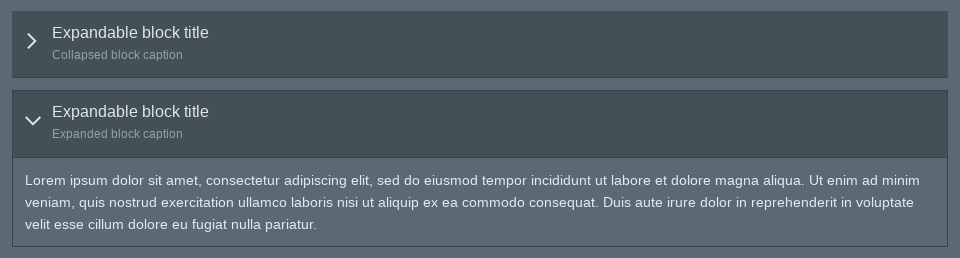 Expandable block title
Collapsed block caption
Expandable block title
Expanded block caption
Lorem ipsum dolor sit amet, consectetur adipiscing elit, sed do eiusmod tempor incididunt ut labore et dolore magna aliqua. Ut enim ad minim
veniam, quis nostrud exercitation ullamco laboris nisi ut aliquip ex ea commodo consequat. Duis aute irure dolor in reprehenderit in voluptate
velit esse cillum dolore eu fugiat nulla pariatur.